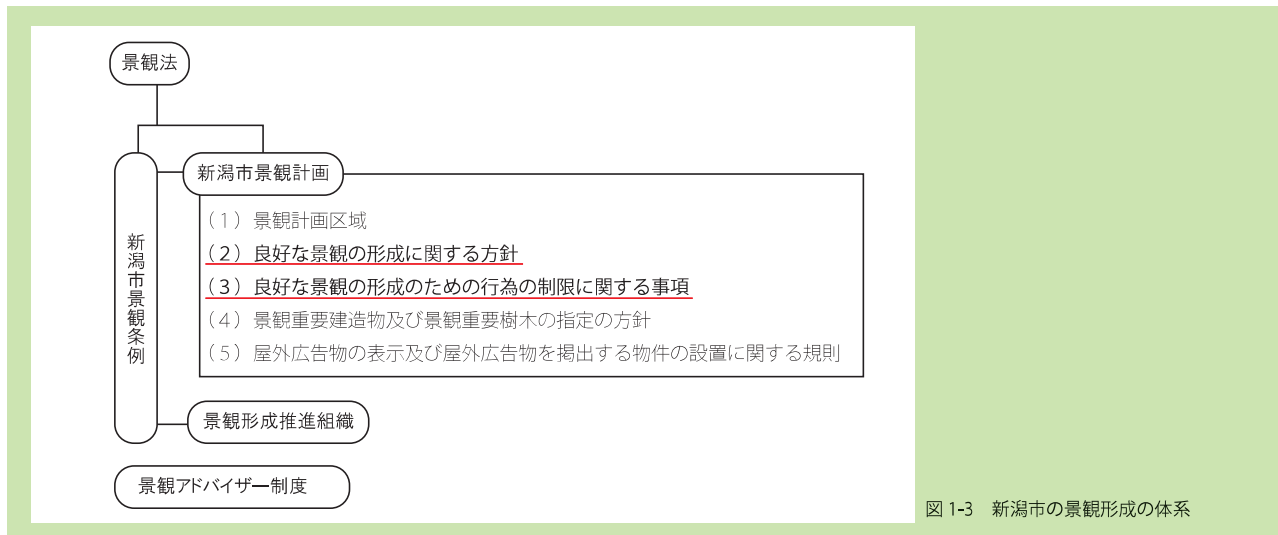 景観法
新潟市景観計画
（1）景観計画区域
（2）良好な景観の形成に関する方針
（3）良好な景観の形成のための行為の制限に関する事項
（4）景観重要建造物及び景観重要樹木の指定の方針
（5）屋外広告物の表示及び屋外広告物を掲出する物件の設置に関する規則
新潟市景観条例
景観形成推進組織
景観アドバイザー制度
図 1-3　新潟市の景観形成の体系